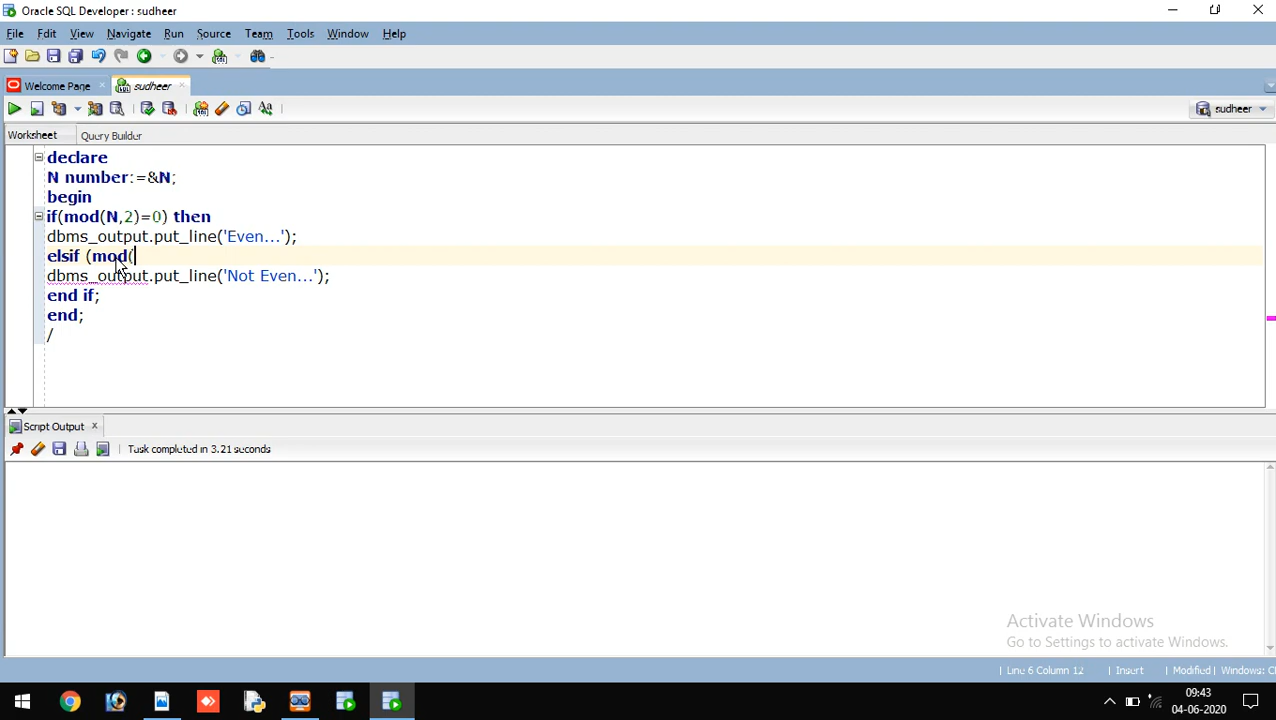 Oracle SQL Developer : sudheer
File Edit View Navigate Run Source Team Tools Window Help
Welcome Page sudheer
sudheer
Worksheet Query Builder
declare
N number:=&N;
begin
if(mod(N,2)=0) then
dbms_output.put_line('Even...');
elsif (mod(
dbms_output.put_line('Not Even...');
end if;
end;
/
Script Output
Task completed in 3.21 seconds
Activate Windows
Go to Settings to activate Windows.
Line 6 Column 12 Insert Modified Windows: C
09:43
04-06-2020